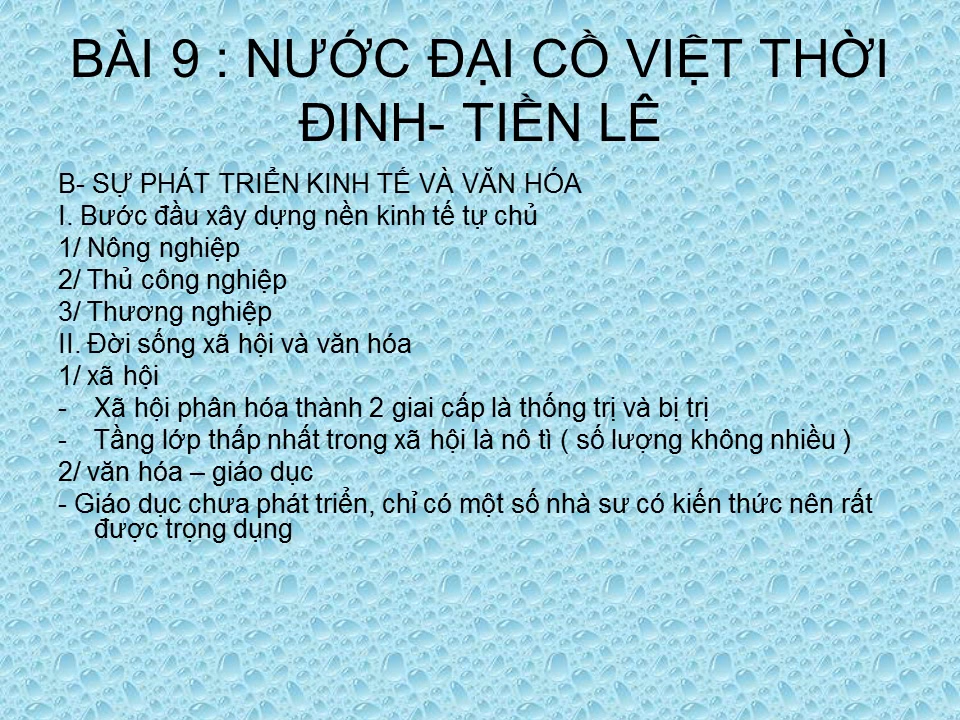 BÀI 9 : NƯỚC ĐẠI CỒ VIỆT THỜI
ĐINH- TIỀN LÊ
B- SỰ PHÁT TRIỂN KINH TẾ VÀ VĂN HÓA
I. Bước đầu xây dựng nền kinh tế tự chủ
1/ Nông nghiệp
2/ Thủ công nghiệp
3/ Thương nghiệp
II. Đời sống xã hội và văn hóa
1/ xã hội
- Xã hội phân hóa thành 2 giai cấp là thống trị và bị trị
- Tầng lớp thấp nhất trong xã hội là nô tì ( số lượng không nhiều )
2/ văn hóa – giáo dục
- Giáo dục chưa phát triển, chỉ có một số nhà sư có kiến thức nên rất
được trọng dụng